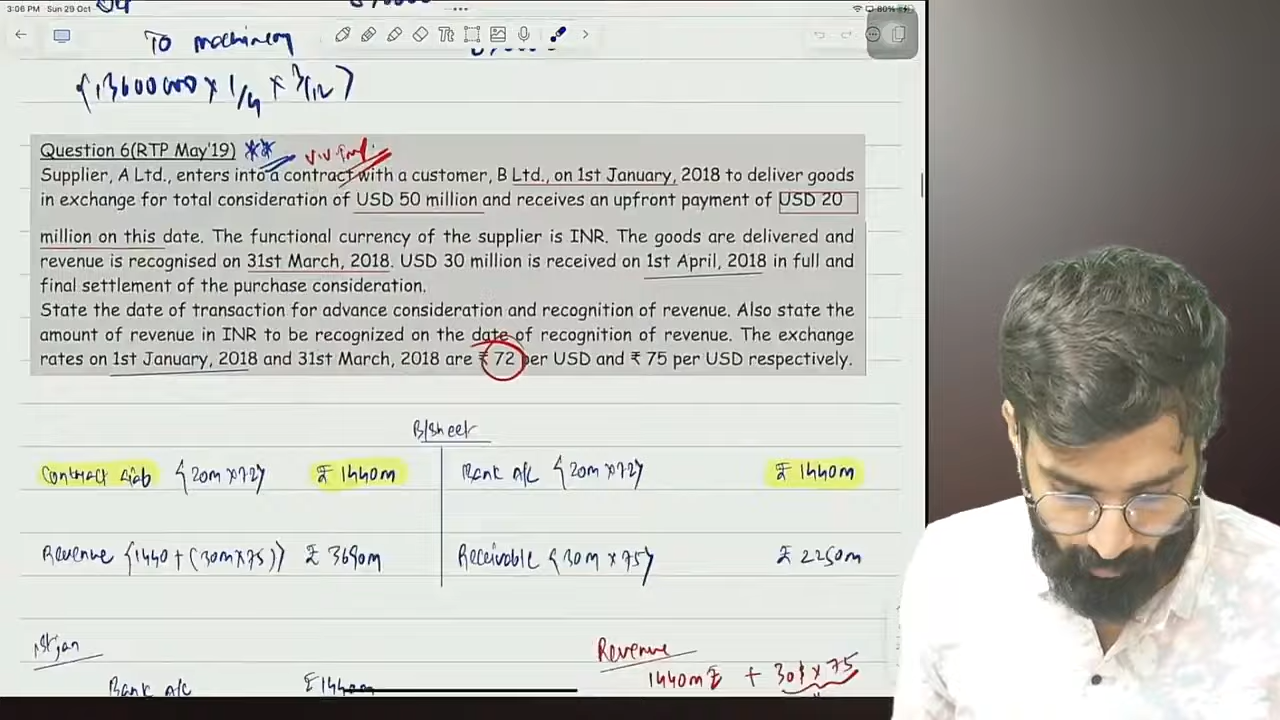 3:06 PM Sun 29 Oct
80%
To machinery
{13600000 x 1/4 x 3/12}
Question 6(RTP May'19) ** v.v.Imp.
Supplier, A Ltd., enters into a contract with a customer, B Ltd., on 1st January, 2018 to deliver goods
in exchange for total consideration of USD 50 million and receives an upfront payment of USD 20
million on this date. The functional currency of the supplier is INR. The goods are delivered and
revenue is recognised on 31st March, 2018. USD 30 million is received on 1st April, 2018 in full and
final settlement of the purchase consideration.
State the date of transaction for advance consideration and recognition of revenue. Also state the
amount of revenue in INR to be recognized on the date of recognition of revenue. The exchange
rates on 1st January, 2018 and 31st March, 2018 are ₹ 72 per USD and ₹ 75 per USD respectively.
B/Sheet
Contract Liab {20m x 72} ₹ 1440m Bank A/c {20m x 72} ₹ 1440m
Revenue {1440 + (30m x 75)} ₹ 3690m Receivable {30m x 75} ₹ 2250m
1st jan Revenue
Bank A/c ₹ 1440m 1440m₹ + 30$ x 75